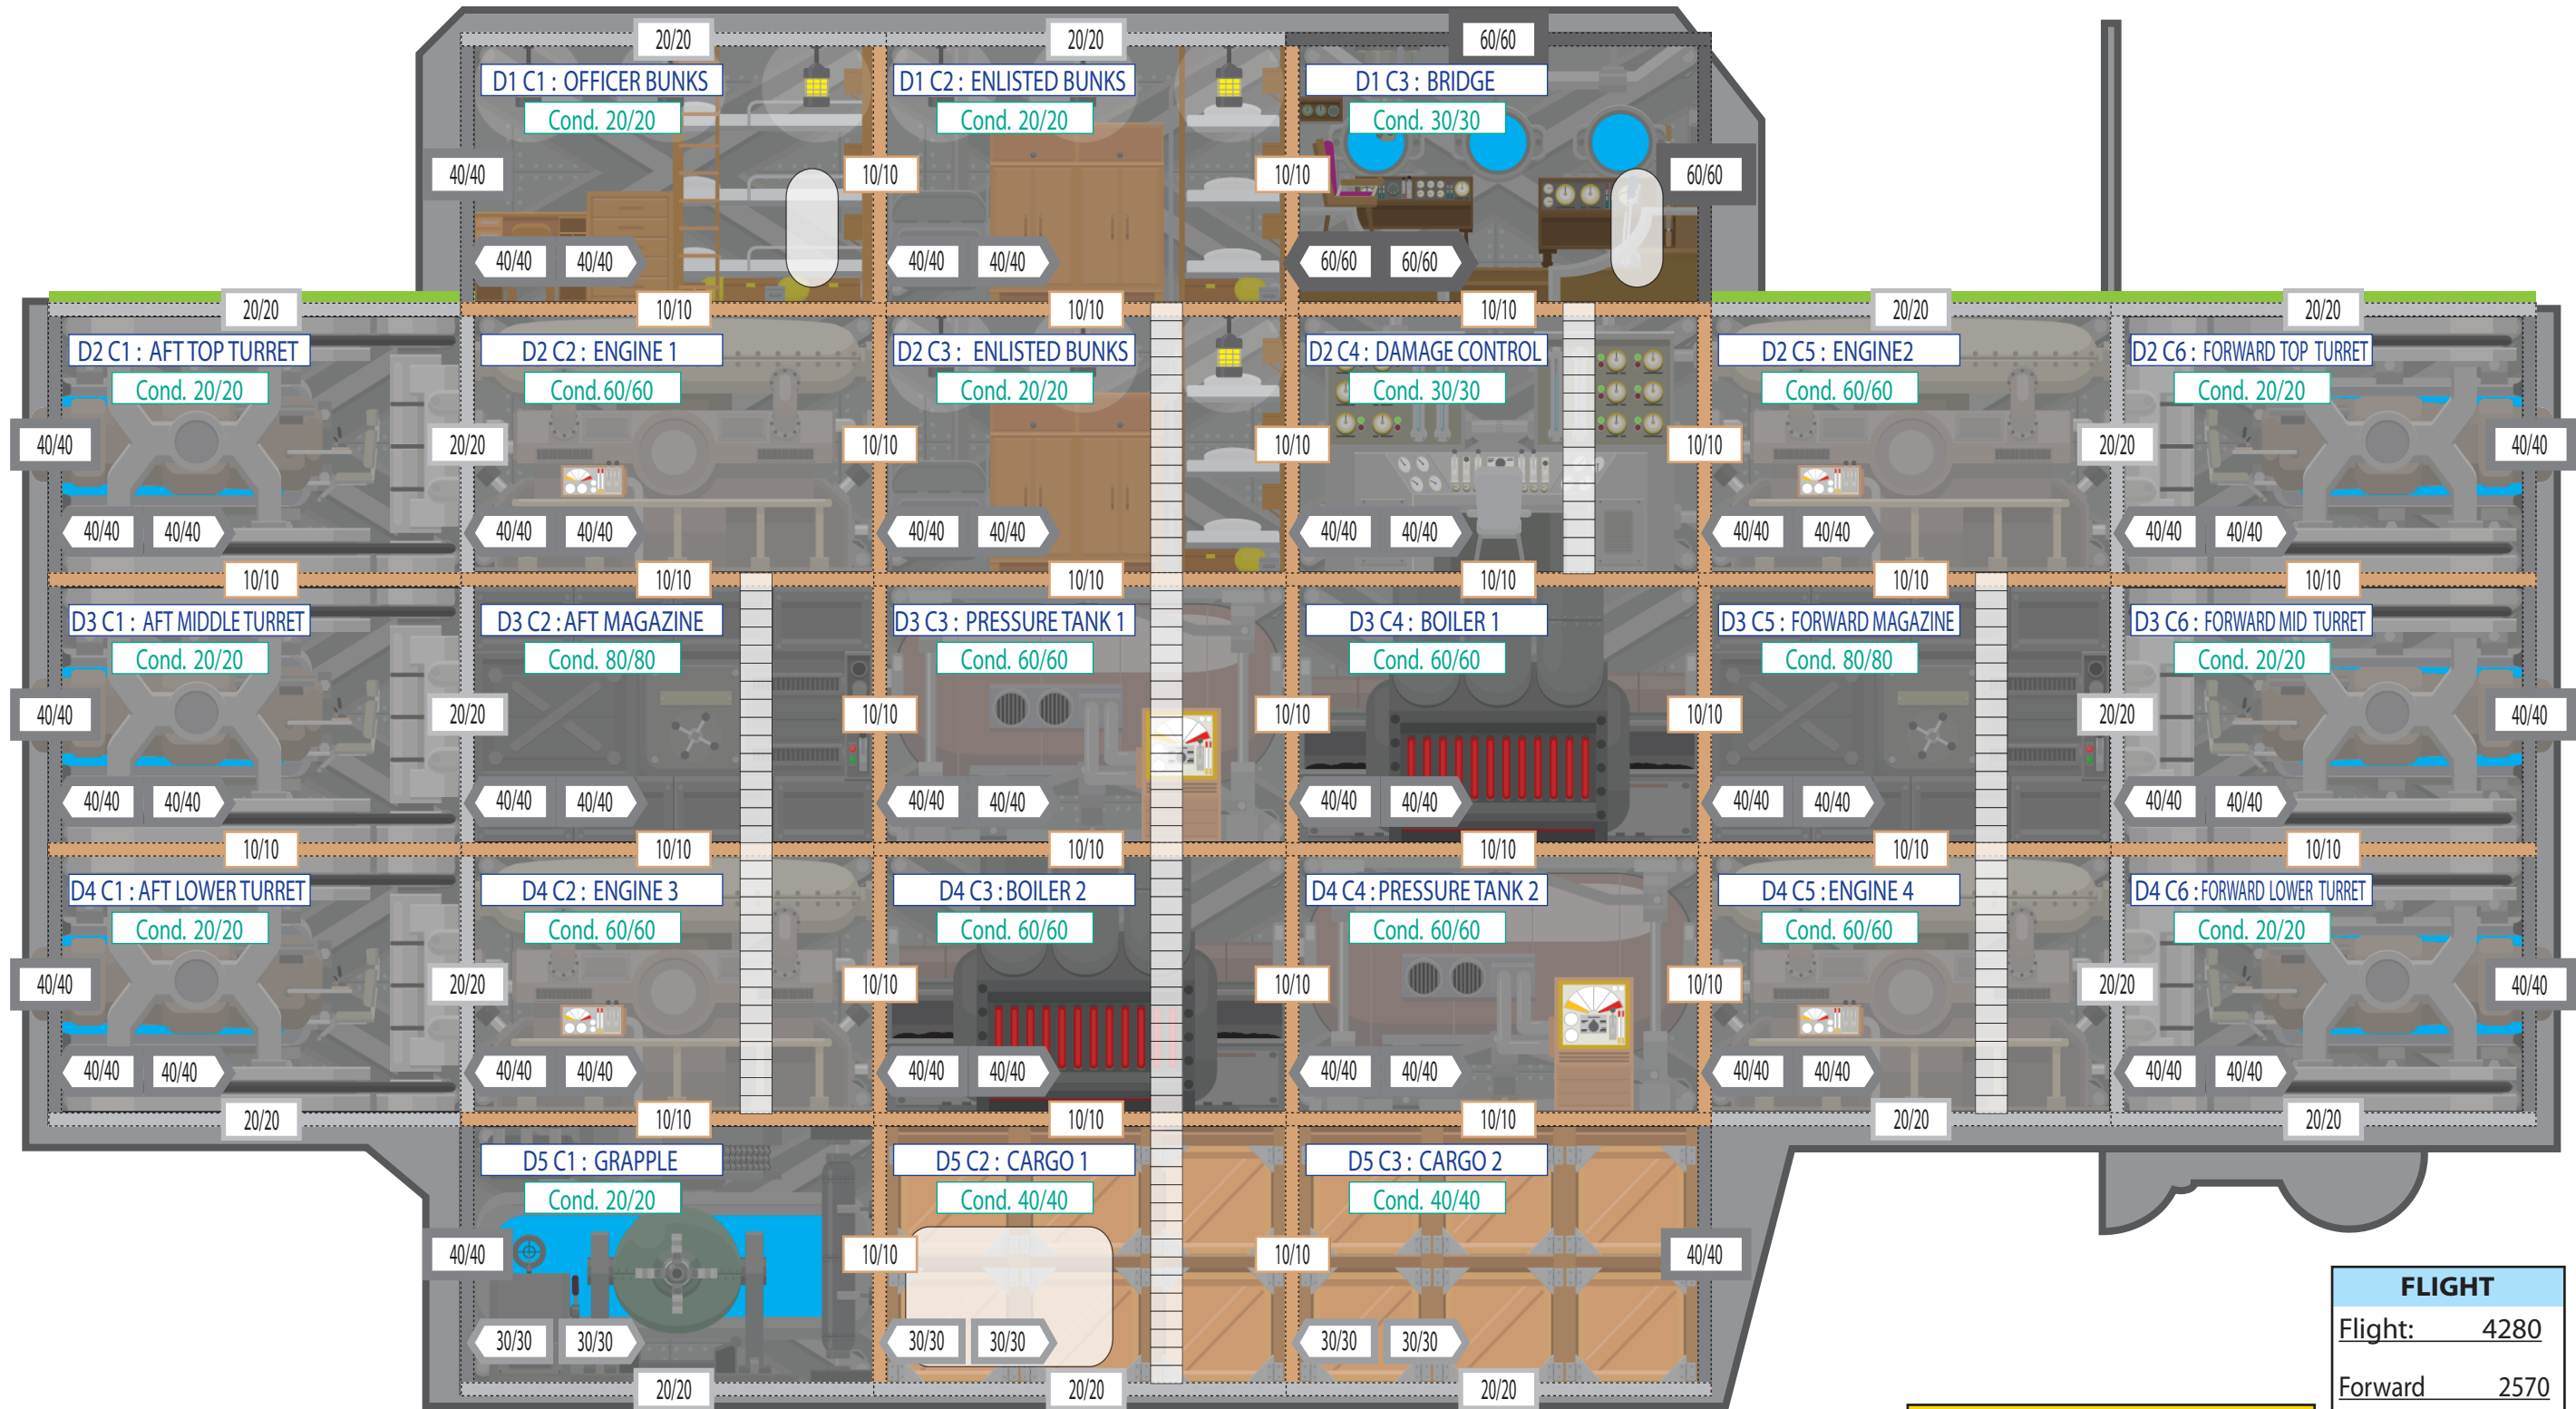 20/20 20/20 60/60
D1 C1 : OFFICER BUNKS D1 C2 : ENLISTED BUNKS D1 C3 : BRIDGE
Cond. 20/20 Cond. 20/20 Cond. 30/30
40/40 10/10 10/10 60/60
40/40 40/40 40/40 40/40 60/60 60/60
20/20 10/10 10/10 10/10 20/20 20/20
D2 C1 : AFT TOP TURRET D2 C2 : ENGINE 1 D2 C3 : ENLISTED BUNKS D2 C4 : DAMAGE CONTROL D2 C5 : ENGINE2 D2 C6 : FORWARD TOP TURRET
Cond. 20/20 Cond.60/60 Cond. 20/20 Cond. 30/30 Cond. 60/60 Cond. 20/20
40/40 20/20 10/10 10/10 10/10 20/20 40/40
40/40 40/40 40/40 40/40 40/40 40/40 40/40 40/40 40/40 40/40 40/40 40/40
10/10 10/10 10/10 10/10 10/10 10/10
D3 C1 : AFT MIDDLE TURRET D3 C2 : AFT MAGAZINE D3 C3 : PRESSURE TANK 1 D3 C4 : BOILER 1 D3 C5 : FORWARD MAGAZINE D3 C6 : FORWARD MID TURRET
Cond. 20/20 Cond. 80/80 Cond. 60/60 Cond. 60/60 Cond. 80/80 Cond. 20/20
40/40 20/20 10/10 10/10 10/10 20/20 40/40
40/40 40/40 40/40 40/40 40/40 40/40 40/40 40/40 40/40 40/40 40/40 40/40
10/10 10/10 10/10 10/10 10/10 10/10
D4 C1 : AFT LOWER TURRET D4 C2 : ENGINE 3 D4 C3 : BOILER 2 D4 C4 : PRESSURE TANK 2 D4 C5 : ENGINE 4 D4 C6 : FORWARD LOWER TURRET
Cond. 20/20 Cond. 60/60 Cond. 60/60 Cond. 60/60 Cond. 60/60 Cond. 20/20
40/40 20/20 10/10 10/10 10/10 20/20 40/40
40/40 40/40 40/40 40/40 40/40 40/40 40/40 40/40 40/40 40/40 40/40 40/40
20/20 10/10 10/10 10/10 20/20 20/20
D5 C1 : GRAPPLE D5 C2 : CARGO 1 D5 C3 : CARGO 2
Cond. 20/20 Cond. 40/40 Cond. 40/40
40/40 10/10 10/10 40/40
30/30 30/30 30/30 30/30 30/30 30/30
20/20 20/20 20/20
FLIGHT
Flight: 4280
Forward 2570